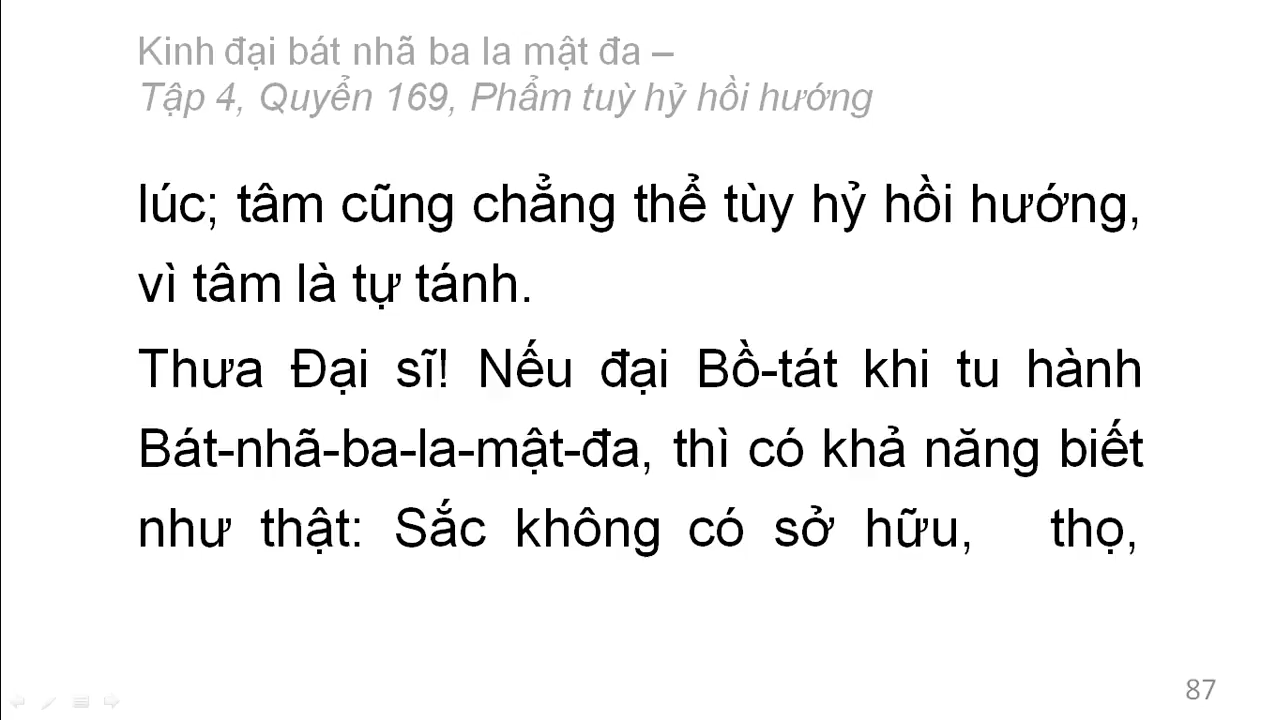 Kinh đại bát nhã ba la mật đa –
Tập 4, Quyển 169, Phẩm tuỳ hỷ hồi hướng
lúc; tâm cũng chẳng thể tùy hỷ hồi hướng,
vì tâm là tự tánh.
Thưa Đại sĩ! Nếu đại Bồ-tát khi tu hành
Bát-nhã-ba-la-mật-đa, thì có khả năng biết
như thật: Sắc không có sở hữu, thọ,
87